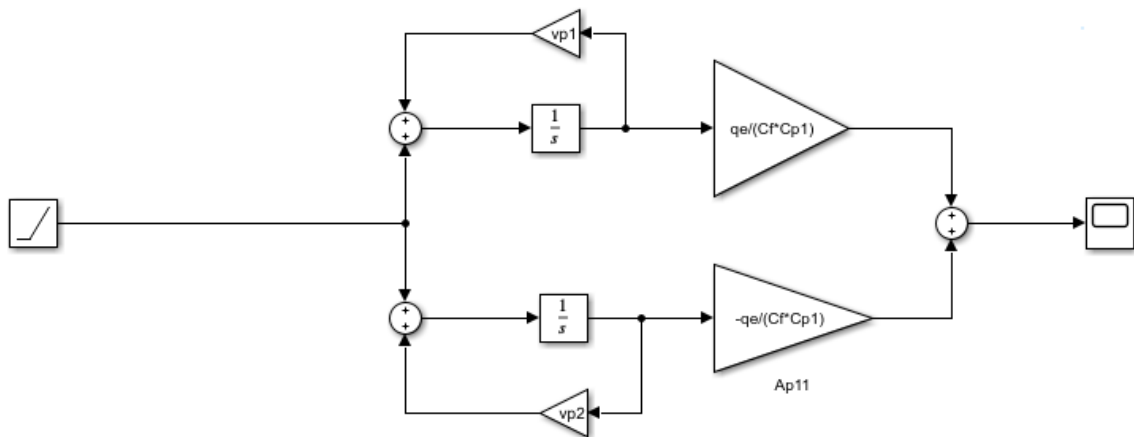 vp1
1
s
qe/(Cf*Cp1)
+
+
+
+
+
+
1
s
-qe/(Cf*Cp1)
vp2
Ap11